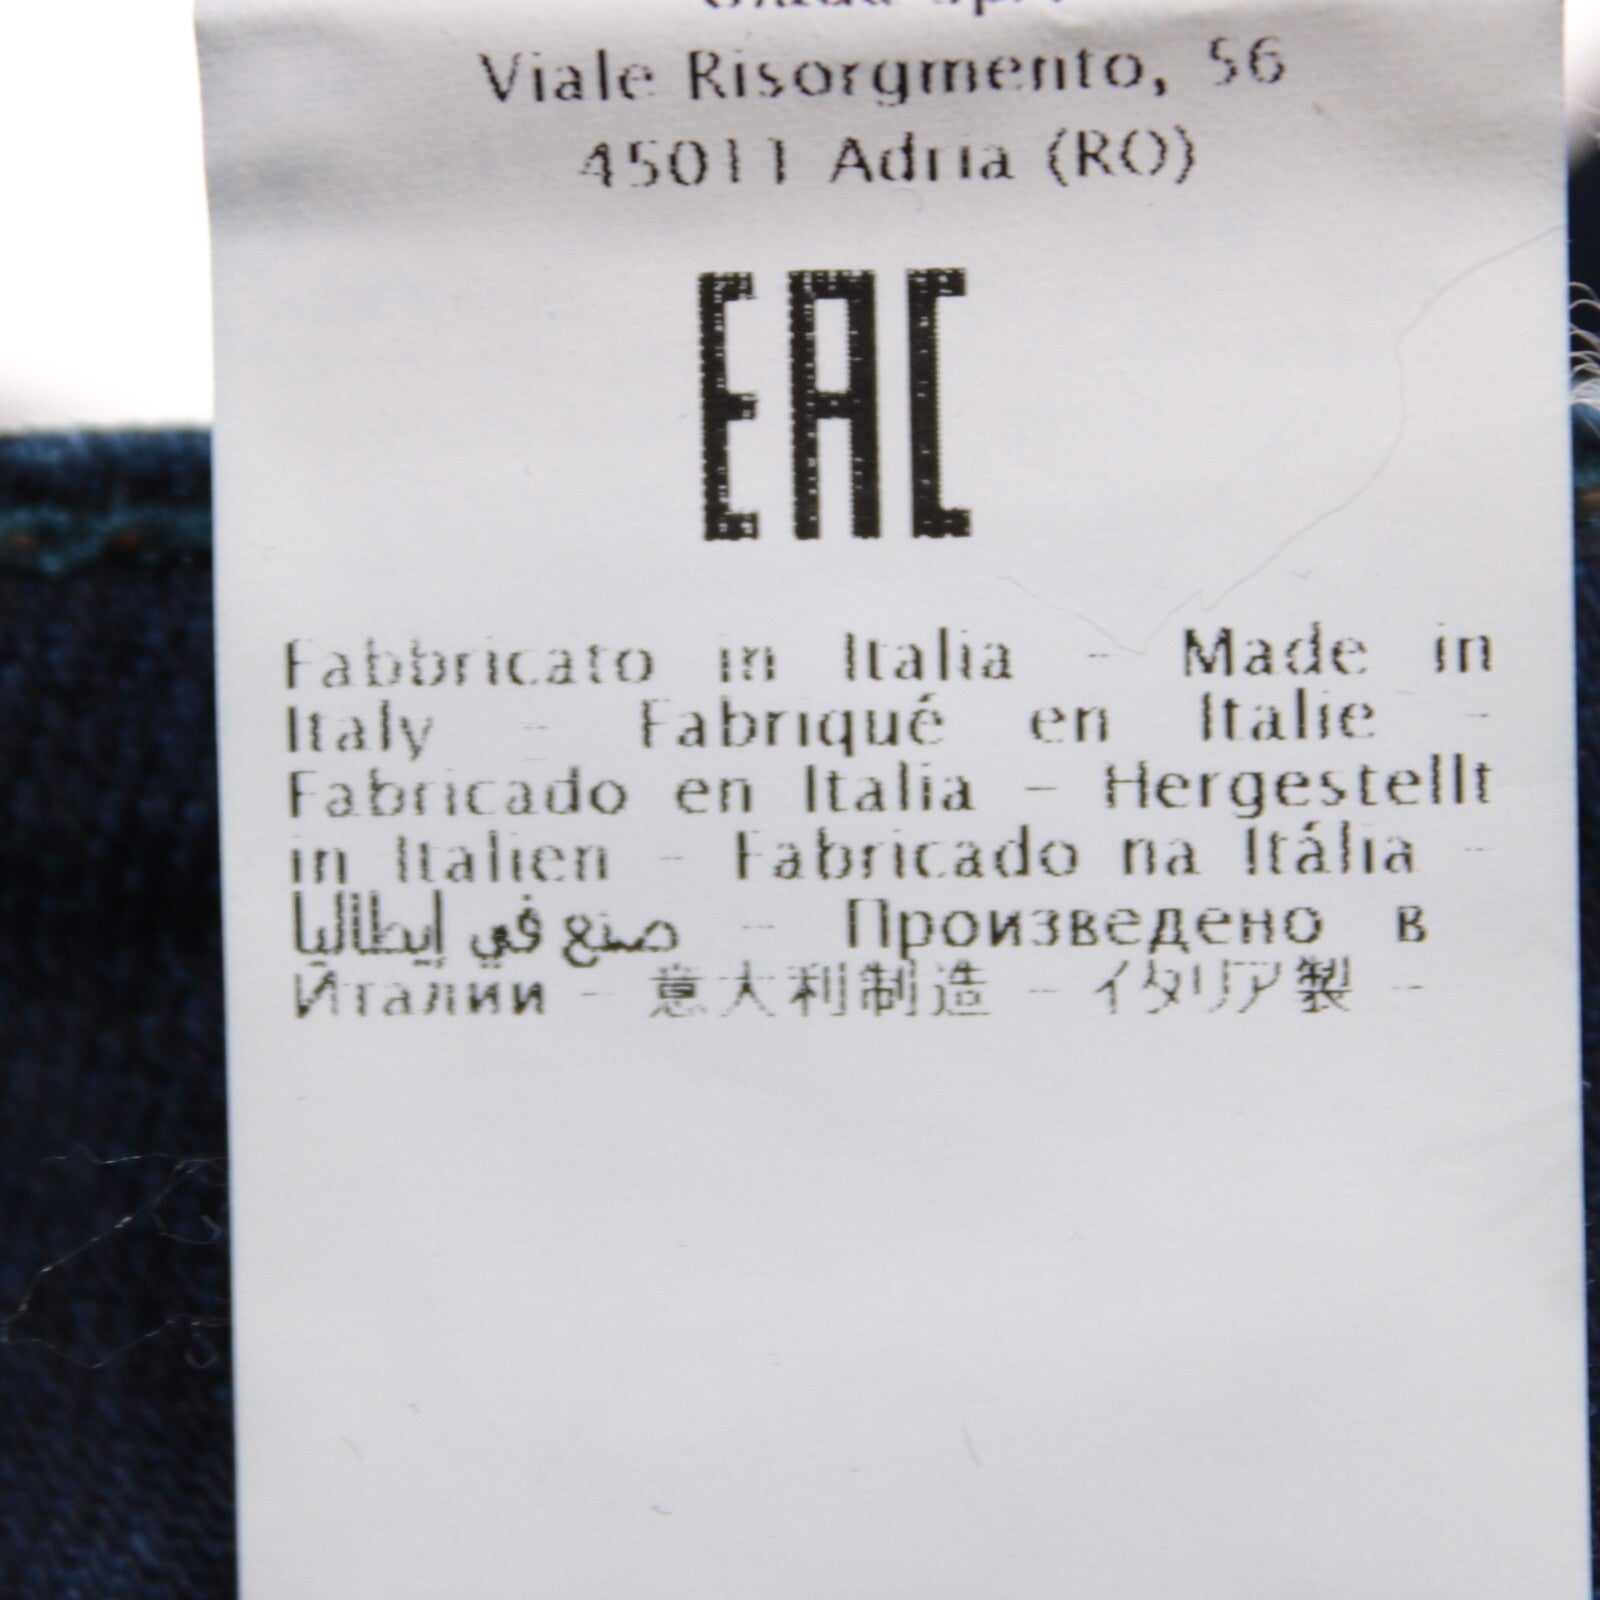 Viale Risorgmento, 56
45011 Adria (RO)
EAC
Fabbricato in Italia - Made in
Italy - Fabriqué en Italie -
Fabricado en Italia - Hergestellt
in Italien - Fabricado na Itália -
صنع في إيطاليا - Произведено в
Италии - 意大利制造 - イタリア製 -